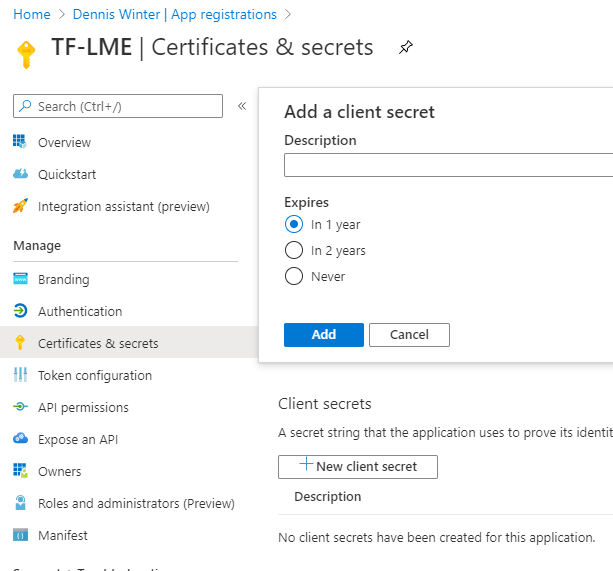 Home > Dennis Winter | App registrations >
TF-LME | Certificates & secrets
Search (Ctrl+/)
«
Overview
Quickstart
Integration assistant (preview)
Manage
Branding
Authentication
Certificates & secrets
Token configuration
API permissions
Expose an API
Owners
Roles and administrators (Preview)
Manifest
Add a client secret
Description
Expires
In 1 year
In 2 years
Never
Add
Cancel
Client secrets
A secret string that the application uses to prove its identit
+ New client secret
Description
No client secrets have been created for this application.